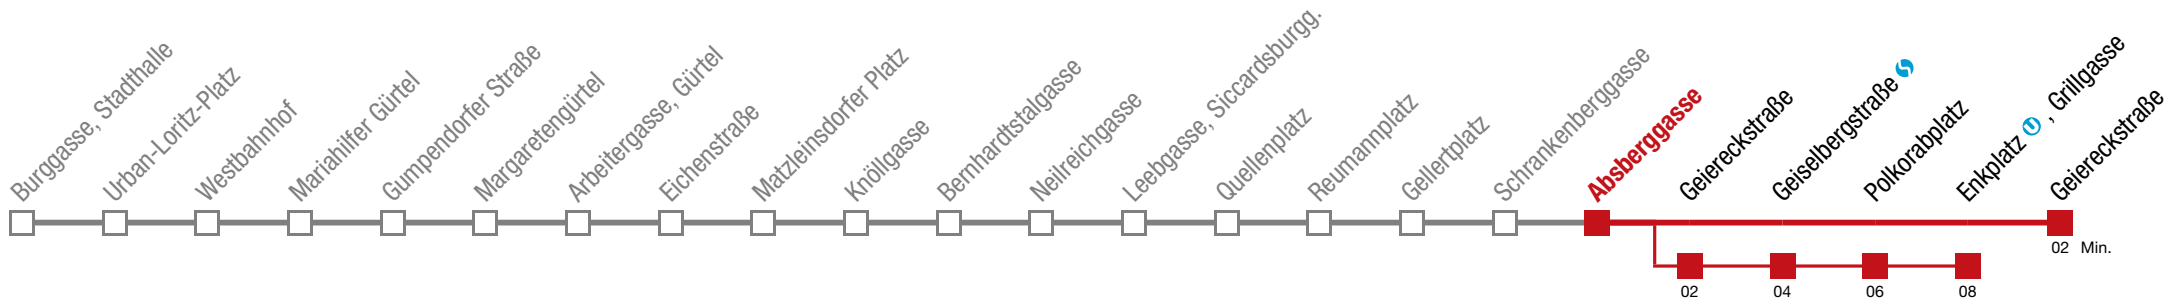 Burggasse, Stadthalle
Urban-Loritz-Platz
Westbahnhof
Mariahilfer Gürtel
Gumpendorfer Straße
Margaretengürtel
Arbeitergasse, Gürtel
Eichenstraße
Matzleinsdorfer Platz
Knöllgasse
Bernhardtstalgasse
Neilreichgasse
Leebgasse, Siccardsburgg.
Quellenplatz
Reumannplatz
Gellertplatz
Schrankenberggasse
Absberggasse
Geiereckstraße
Geiselbergstraße S
Polkorabplatz
Enkplatz U , Grillgasse
Geiereckstraße
02 Min.
02 04 06 08